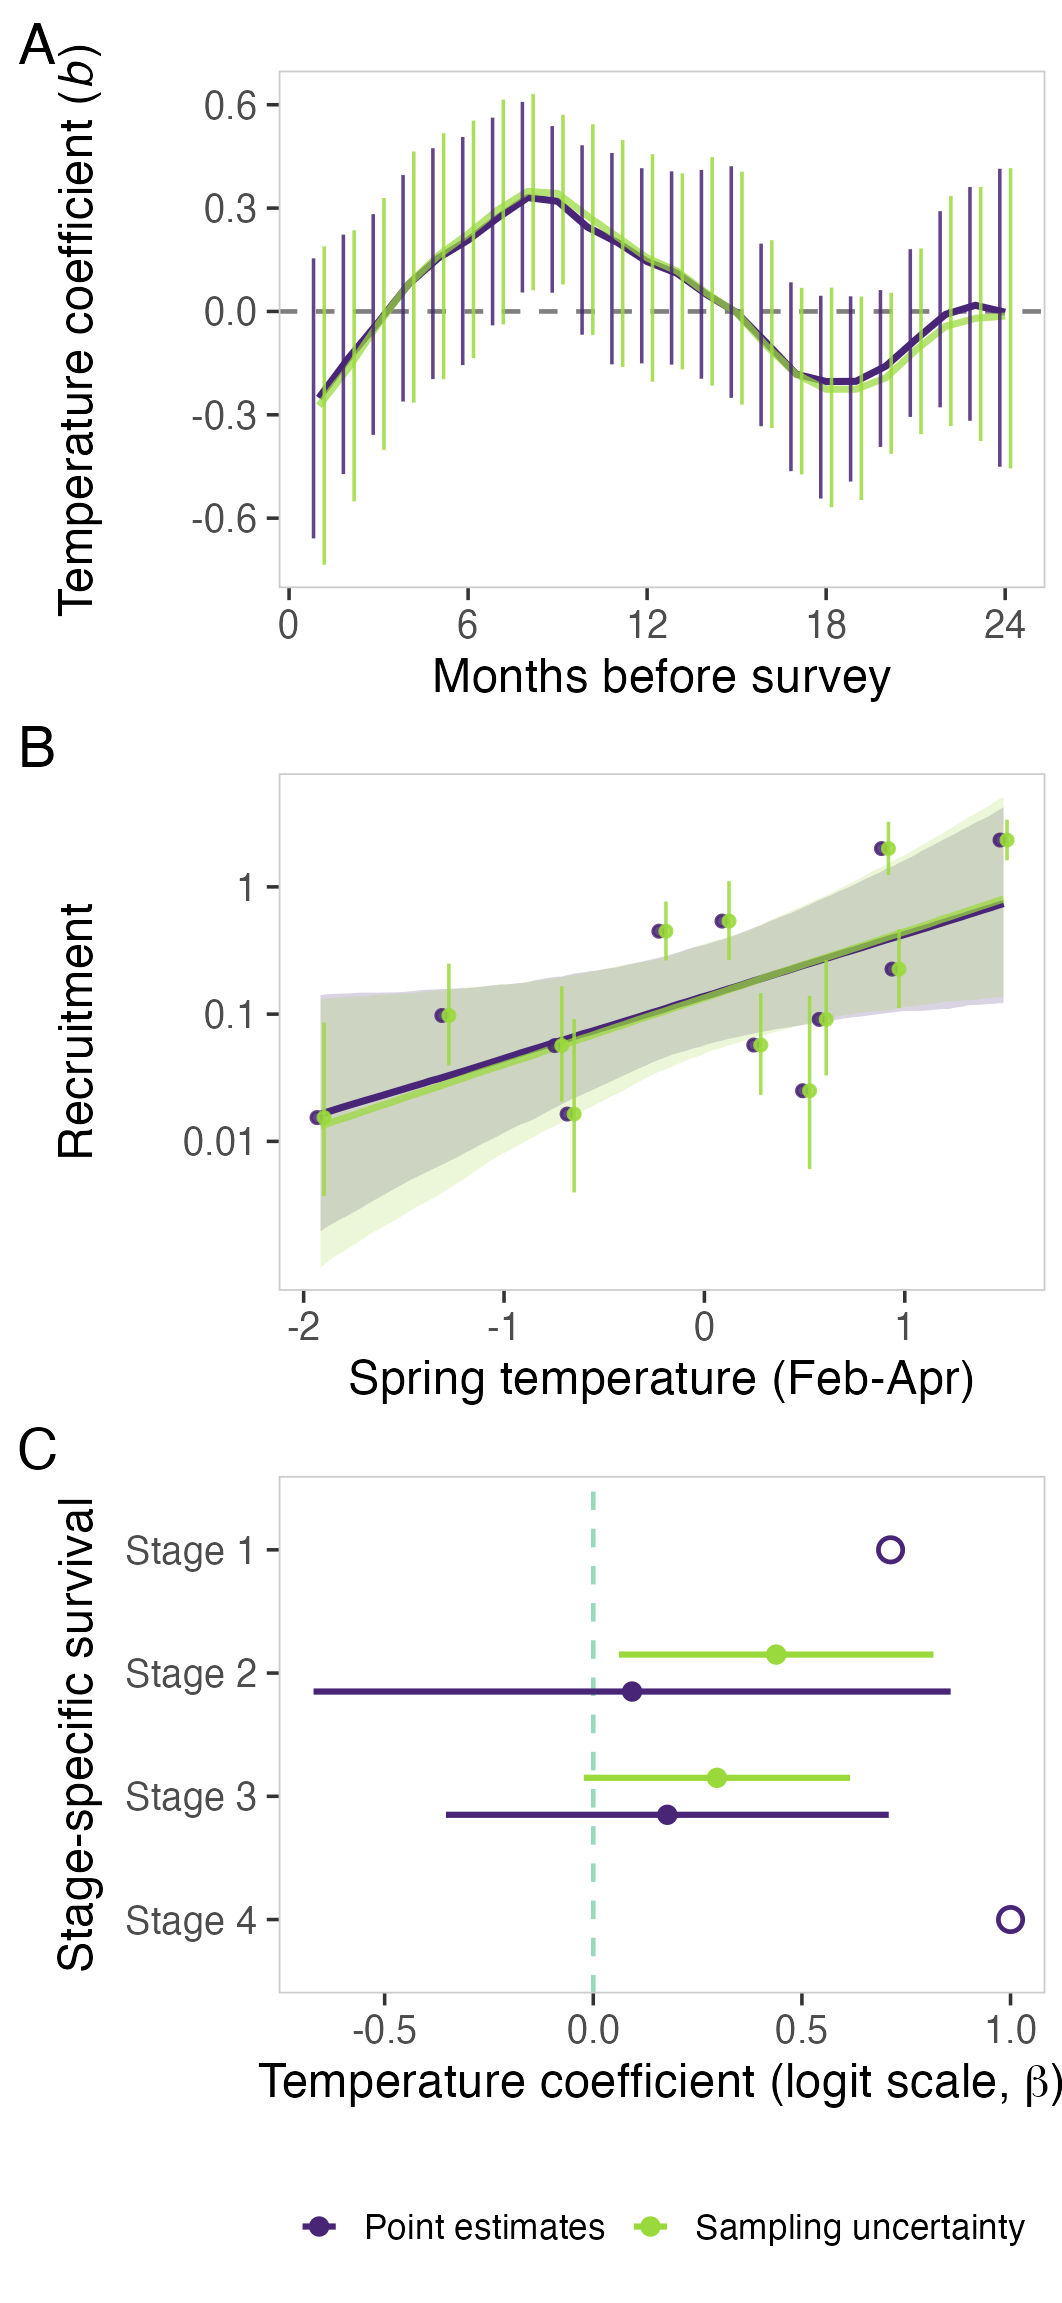 A
Temperature coefficient (b)
0.6
0.3
0.0
-0.3
-0.6
0 6 12 18 24
Months before survey
B
Recruitment
1
0.1
0.01
-2 -1 0 1
Spring temperature (Feb-Apr)
C
Stage-specific survival
Stage 1
Stage 2
Stage 3
Stage 4
-0.5 0.0 0.5 1.0
Temperature coefficient (logit scale, β)
Point estimates Sampling uncertainty